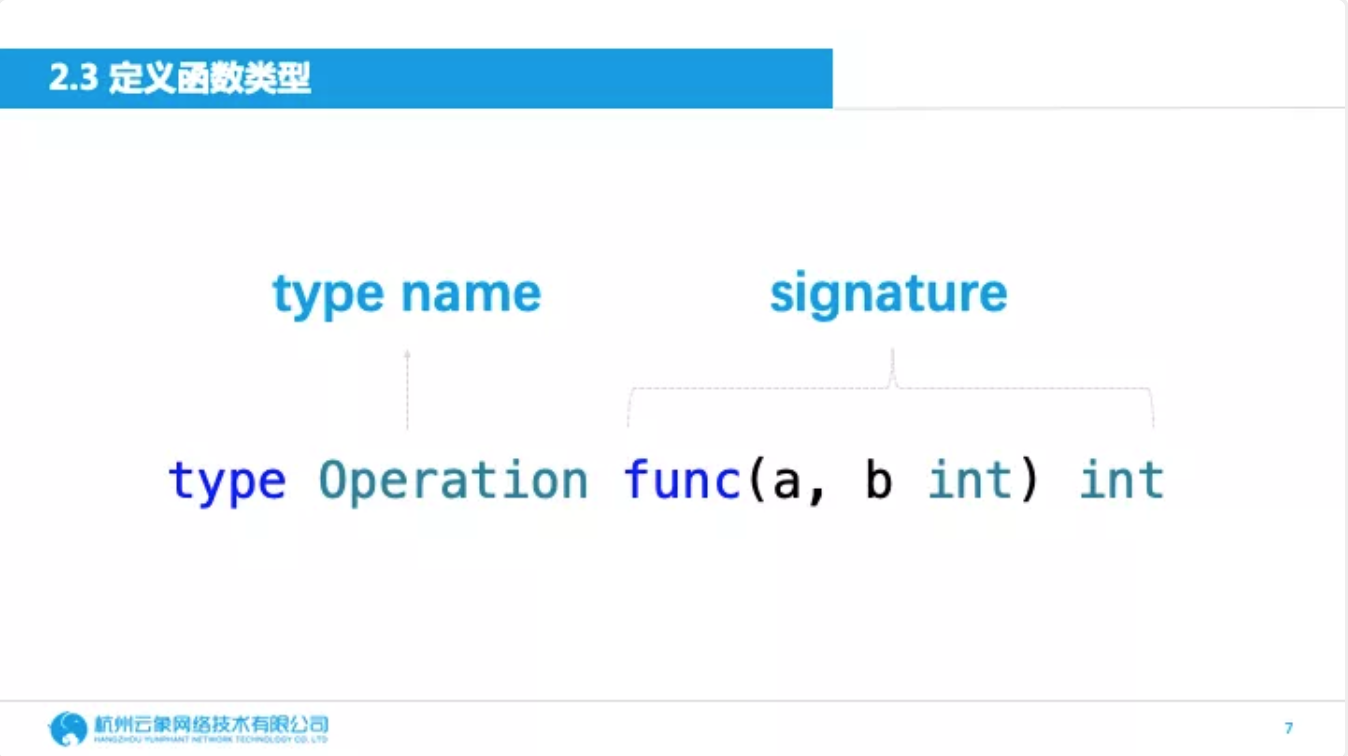 2.3 定义函数类型
type name
signature
type Operation func(a, b int) int
杭州云象网络技术有限公司
HANGZHOU YUNPHANT NETWORK TECHNOLOGY CO. LTD
7